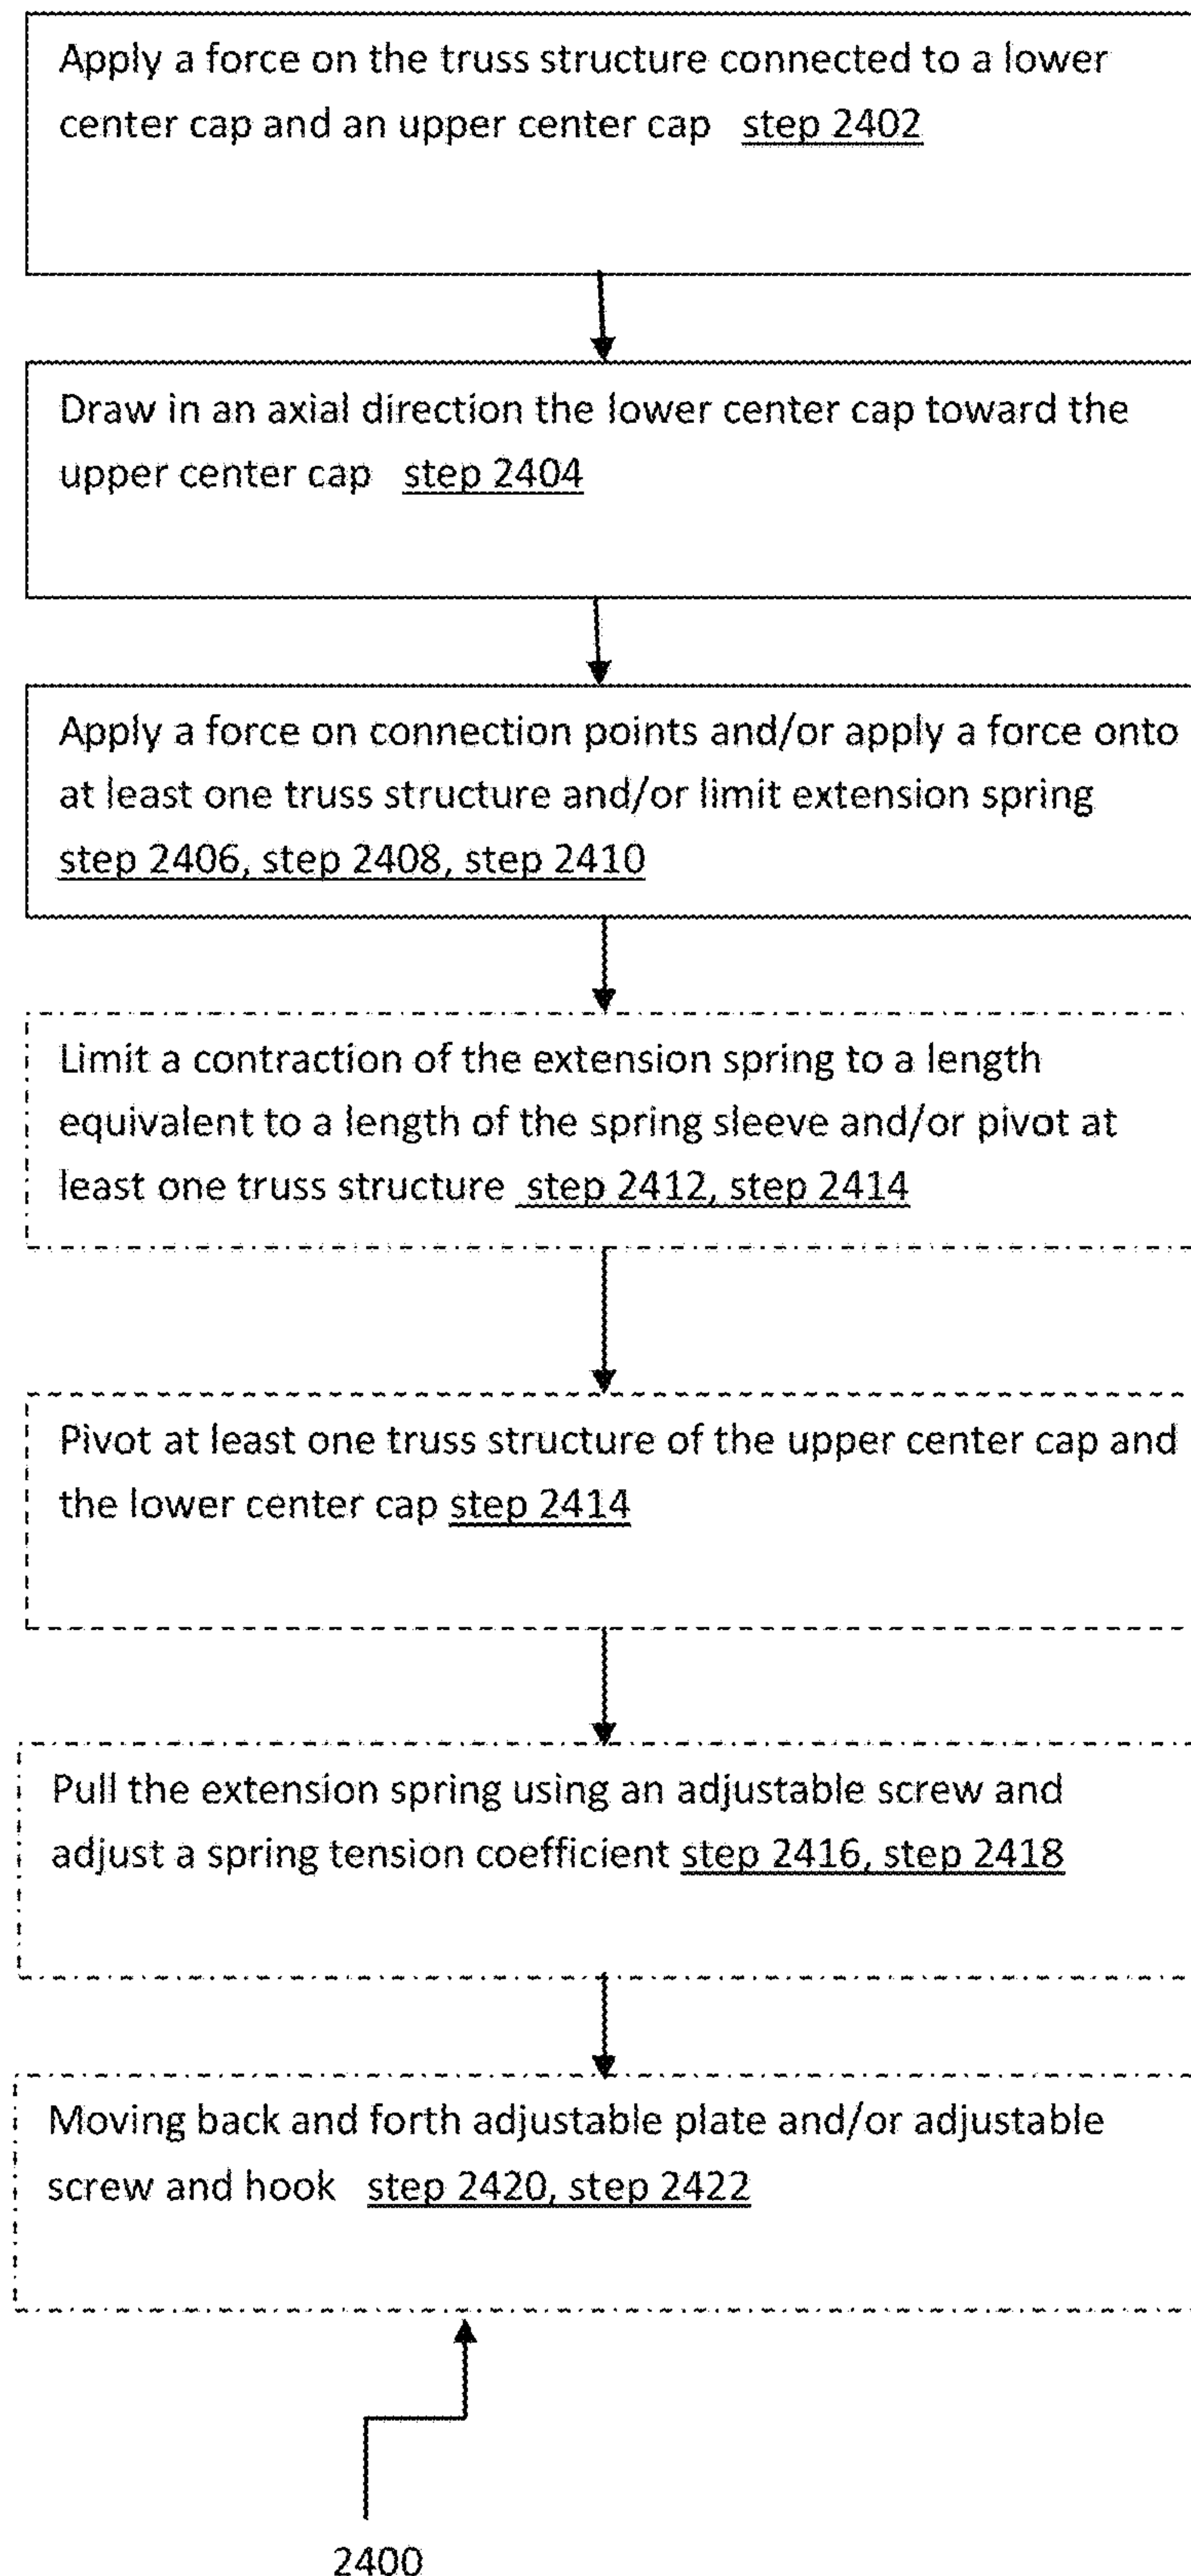 Apply a force on the truss structure connected to a lower
center cap and an upper center cap step 2402
Draw in an axial direction the lower center cap toward the
upper center cap step 2404
Apply a force on connection points and/or apply a force onto
at least one truss structure and/or limit extension spring
step 2406, step 2408, step 2410
Limit a contraction of the extension spring to a length
equivalent to a length of the spring sleeve and/or pivot at
least one truss structure step 2412, step 2414
Pivot at least one truss structure of the upper center cap and
the lower center cap step 2414
Pull the extension spring using an adjustable screw and
adjust a spring tension coefficient step 2416, step 2418
Moving back and forth adjustable plate and/or adjustable
screw and hook step 2420, step 2422
2400